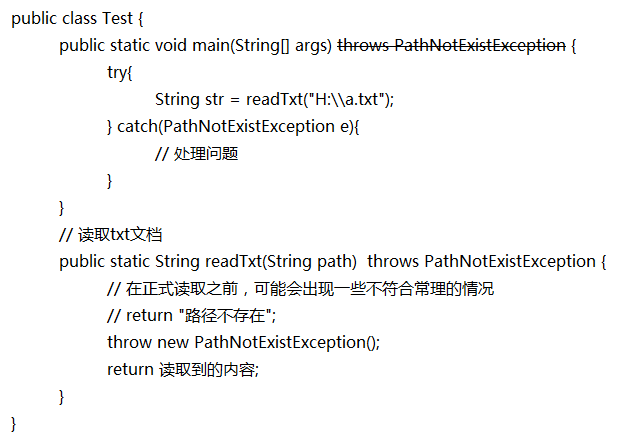 public class Test {
public static void main(String[] args) throws PathNotExistException {
try{
String str = readTxt("H:\\a.txt");
} catch(PathNotExistException e){
// 处理问题
}
}
// 读取txt文档
public static String readTxt(String path)  throws PathNotExistException {
// 在正式读取之前，可能会出现一些不符合常理的情况
// return "路径不存在";
throw new PathNotExistException();
return 读取到的内容;
}
}